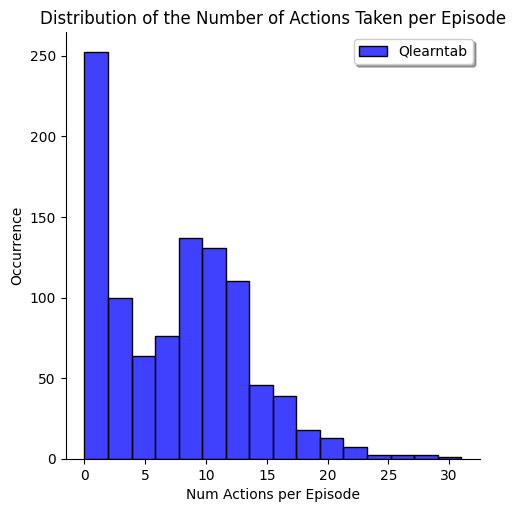 Distribution of the Number of Actions Taken per Episode
Qlearntab
250
200
150
100
50
0
Occurrence
0 5 10 15 20 25 30
Num Actions per Episode